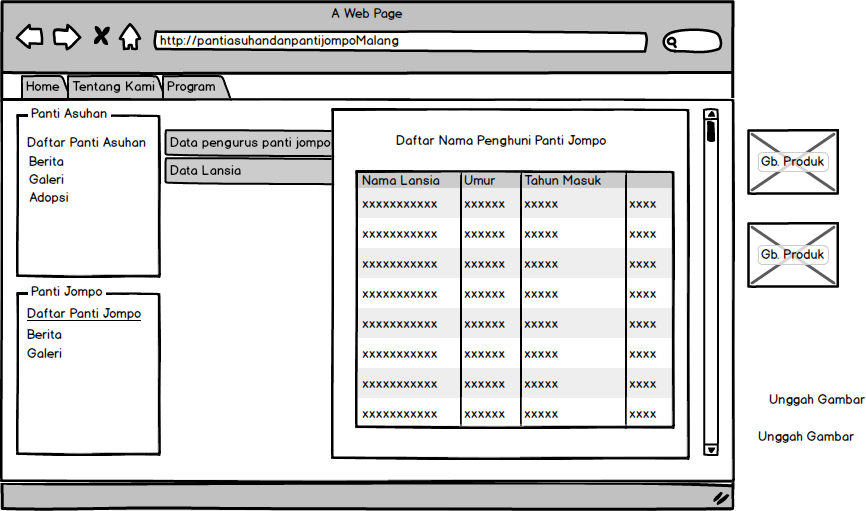 A Web Page
http://pantiasuhandanpantijompoMalang
Home Tentang Kami Program
Panti Asuhan
Daftar Panti Asuhan
Berita
Galeri
Adopsi
Panti Jompo
Daftar Panti Jompo
Berita
Galeri
Data pengurus panti jompo
Data Lansia
Daftar Nama Penghuni Panti Jompo
Nama Lansia Umur Tahun Masuk
xxxxxxxxxxx xxxxxx xxxxx xxxx
xxxxxxxxxxx xxxxxx xxxxx xxxx
xxxxxxxxxxx xxxxxx xxxxx xxxx
xxxxxxxxxxx xxxxxx xxxxx xxxx
xxxxxxxxxxx xxxxxx xxxxx xxxx
xxxxxxxxxxx xxxxxx xxxxx xxxx
xxxxxxxxxxx xxxxxx xxxxx xxxx
xxxxxxxxxxx xxxxxx xxxxx xxxx
Gb. Produk
Gb. Produk
Unggah Gambar
Unggah Gambar